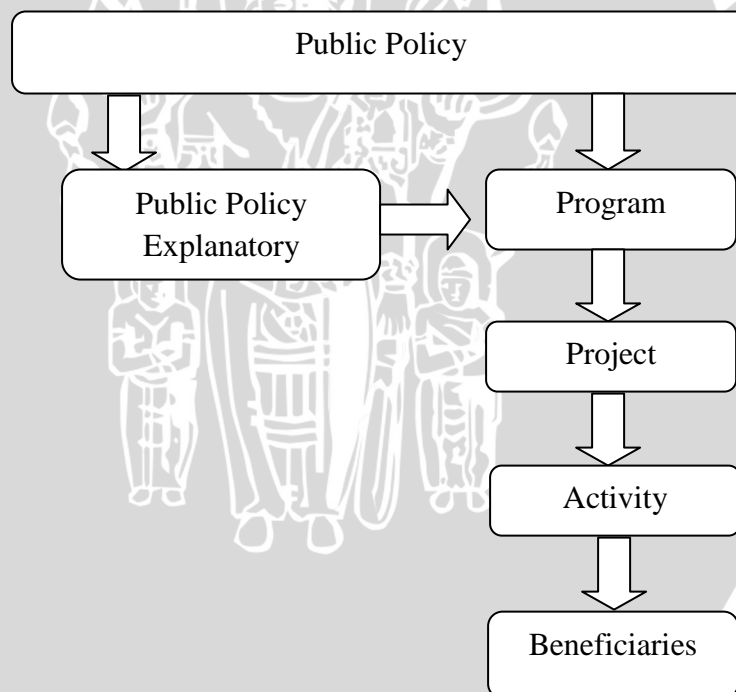 Public Policy
Public Policy
Explanatory
Program
Project
Activity
Beneficiaries